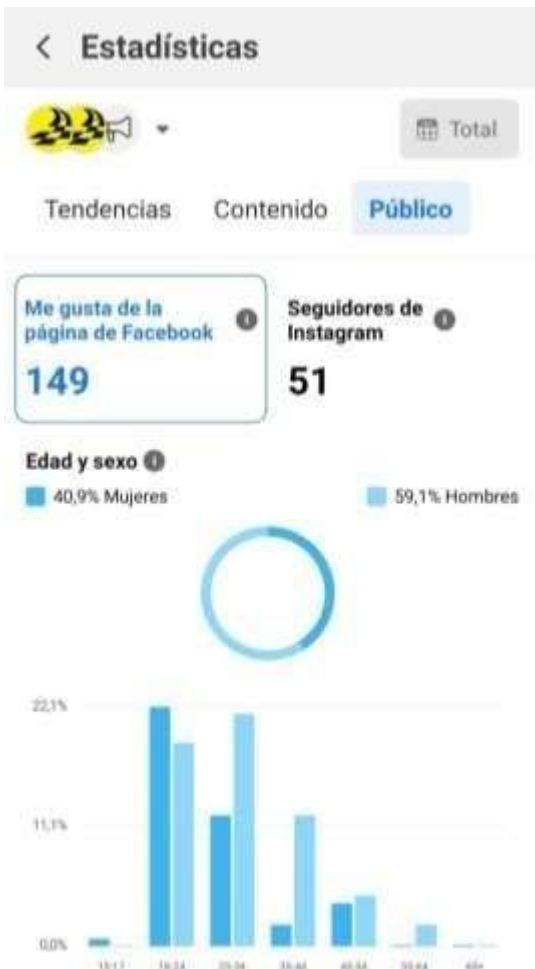 Estadísticas
Total
Tendencias Contenido Público
Me gusta de la
página de Facebook
149
Seguidores de
Instagram
51
Edad y sexo
40,9% Mujeres
59,1% Hombres
22,1%
11,1%
0,0%